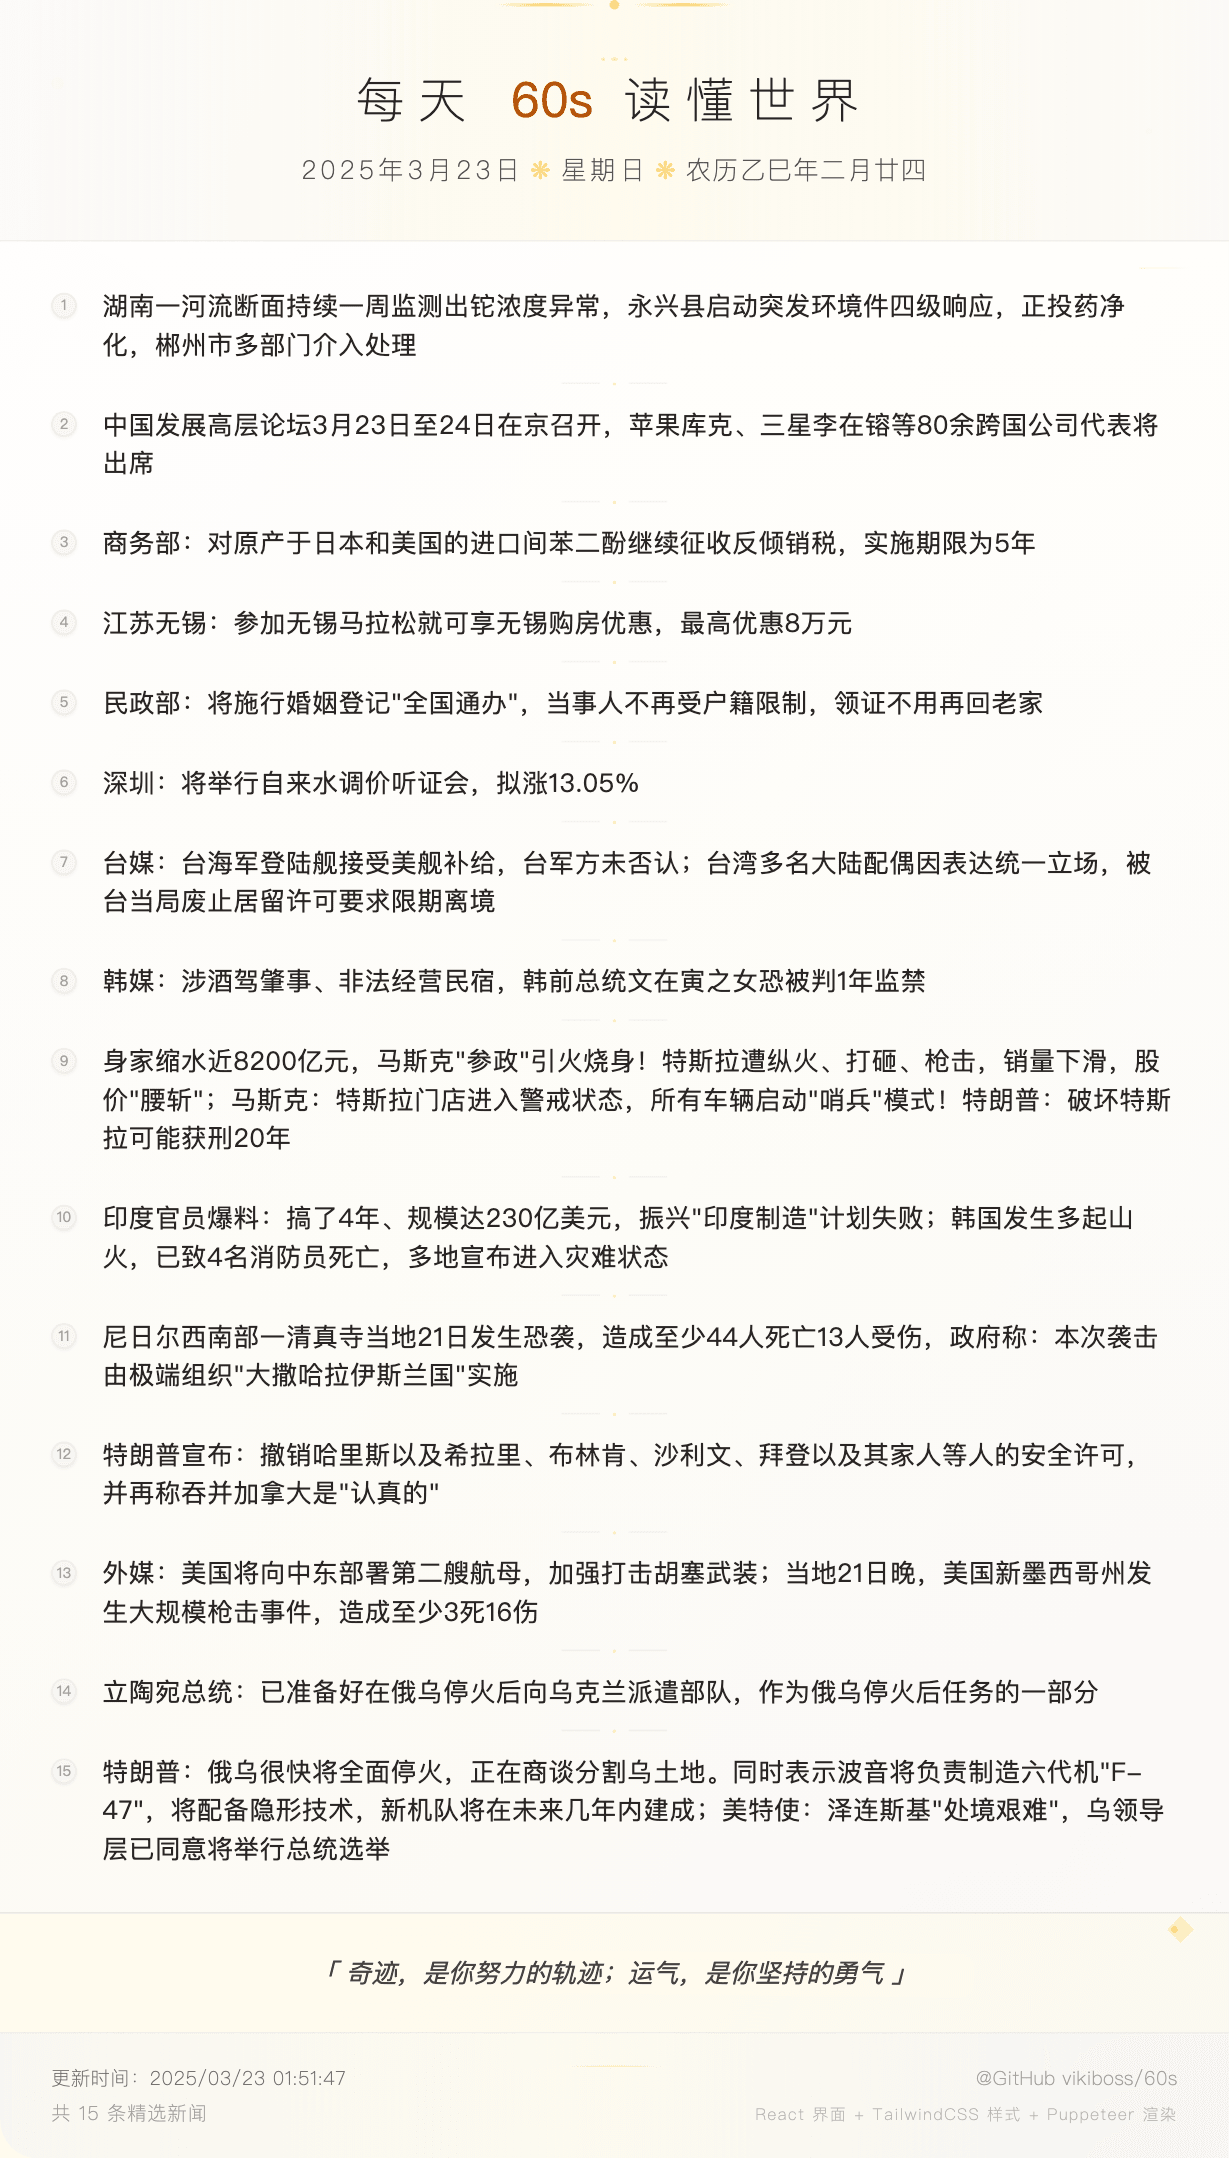 每天 60s 读懂世界
2025年3月23日 ❋ 星期日 ❋ 农历乙巳年二月廿四
1 湖南一河流断面持续一周监测出铊浓度异常，永兴县启动突发环境件四级响应，正投药净
化，郴州市多部门介入处理
2 中国发展高层论坛3月23日至24日在京召开，苹果库克、三星李在镕等80余跨国公司代表将
出席
3 商务部：对原产于日本和美国的进口间苯二酚继续征收反倾销税，实施期限为5年
4 江苏无锡：参加无锡马拉松就可享无锡购房优惠，最高优惠8万元
5 民政部：将施行婚姻登记"全国通办"，当事人不再受户籍限制，领证不用再回老家
6 深圳：将举行自来水调价听证会，拟涨13.05%
7 台媒：台海军登陆舰接受美舰补给，台军方未否认；台湾多名大陆配偶因表达统一立场，被
台当局废止居留许可要求限期离境
8 韩媒：涉酒驾肇事、非法经营民宿，韩前总统文在寅之女恐被判1年监禁
9 身家缩水近8200亿元，马斯克"参政"引火烧身！特斯拉遭纵火、打砸、枪击，销量下滑，股
价"腰斩"；马斯克：特斯拉门店进入警戒状态，所有车辆启动"哨兵"模式！特朗普：破坏特斯
拉可能获刑20年
10 印度官员爆料：搞了4年、规模达230亿美元，振兴"印度制造"计划失败；韩国发生多起山
火，已致4名消防员死亡，多地宣布进入灾难状态
11 尼日尔西南部一清真寺当地21日发生恐袭，造成至少44人死亡13人受伤，政府称：本次袭击
由极端组织"大撒哈拉伊斯兰国"实施
12 特朗普宣布：撤销哈里斯以及希拉里、布林肯、沙利文、拜登以及其家人等人的安全许可，
并再称吞并加拿大是"认真的"
13 外媒：美国将向中东部署第二艘航母，加强打击胡塞武装；当地21日晚，美国新墨西哥州发
生大规模枪击事件，造成至少3死16伤
14 立陶宛总统：已准备好在俄乌停火后向乌克兰派遣部队，作为俄乌停火后任务的一部分
15 特朗普：俄乌很快将全面停火，正在商谈分割乌土地。同时表示波音将负责制造六代机"F-
47"，将配备隐形技术，新机队将在未来几年内建成；美特使：泽连斯基"处境艰难"，乌领导
层已同意将举行总统选举
「 奇迹，是你努力的轨迹；运气，是你坚持的勇气 」
更新时间：2025/03/23 01:51:47
@GitHub vikiboss/60s
共 15 条精选新闻
React 界面 + TailwindCSS 样式 + Puppeteer 渲染